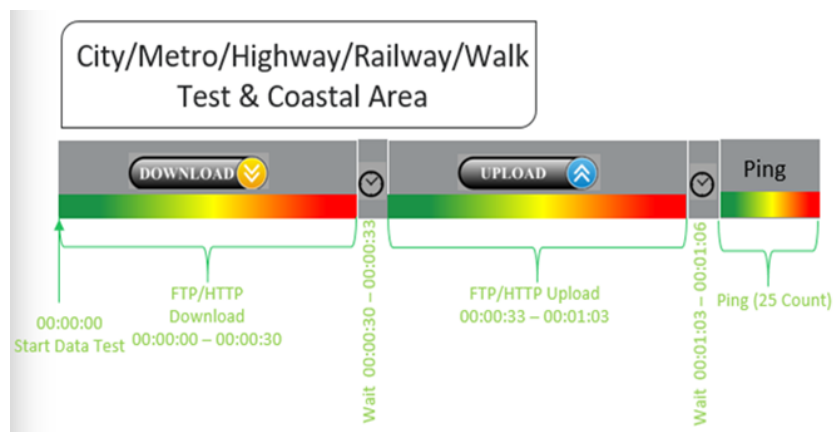 City/Metro/Highway/Railway/Walk
Test & Coastal Area
DOWNLOAD
UPLOAD
Ping
00:00:00
Start Data Test
FTP/HTTP
Download
00:00:00 – 00:00:30
Wait 00:00:30 – 00:00:33
FTP/HTTP Upload
00:00:33 – 00:01:03
Wait 00:01:03 – 00:01:06
Ping (25 Count)